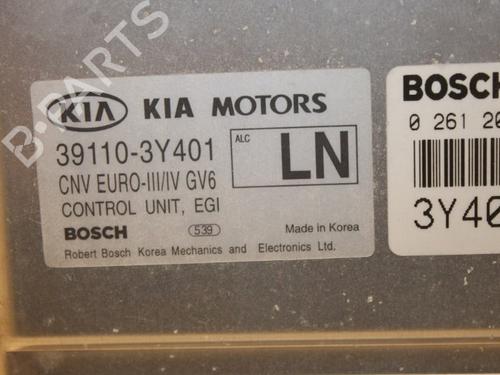 B-PARTS
KIA KIA MOTORS
39110-3Y401
ALC
LN
CNV EURO-III/IV GV6
CONTROL UNIT, EGI
BOSCH 539 Made in Korea
Robert Bosch Korea Mechanics and Electronics Ltd.
BOSCH
0 261 20
3Y40